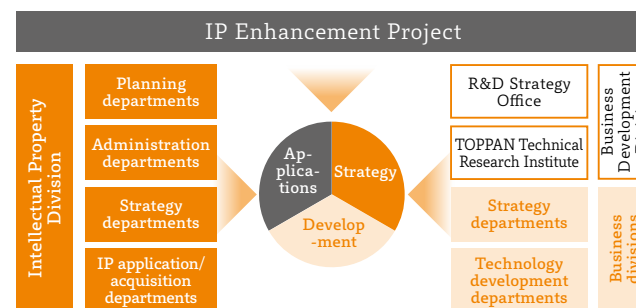 IP Enhancement Project
Intellectual Property
Division
Planning
departments
Administration
departments
Strategy
departments
IP application/
acquisition
departments
Ap-
plica-
tions
Strategy
Develop
-ment
R&D Strategy
Office
TOPPAN Technical
Research Institute
Strategy
departments
Technology
development
departments
Business
Development
Business
divisions